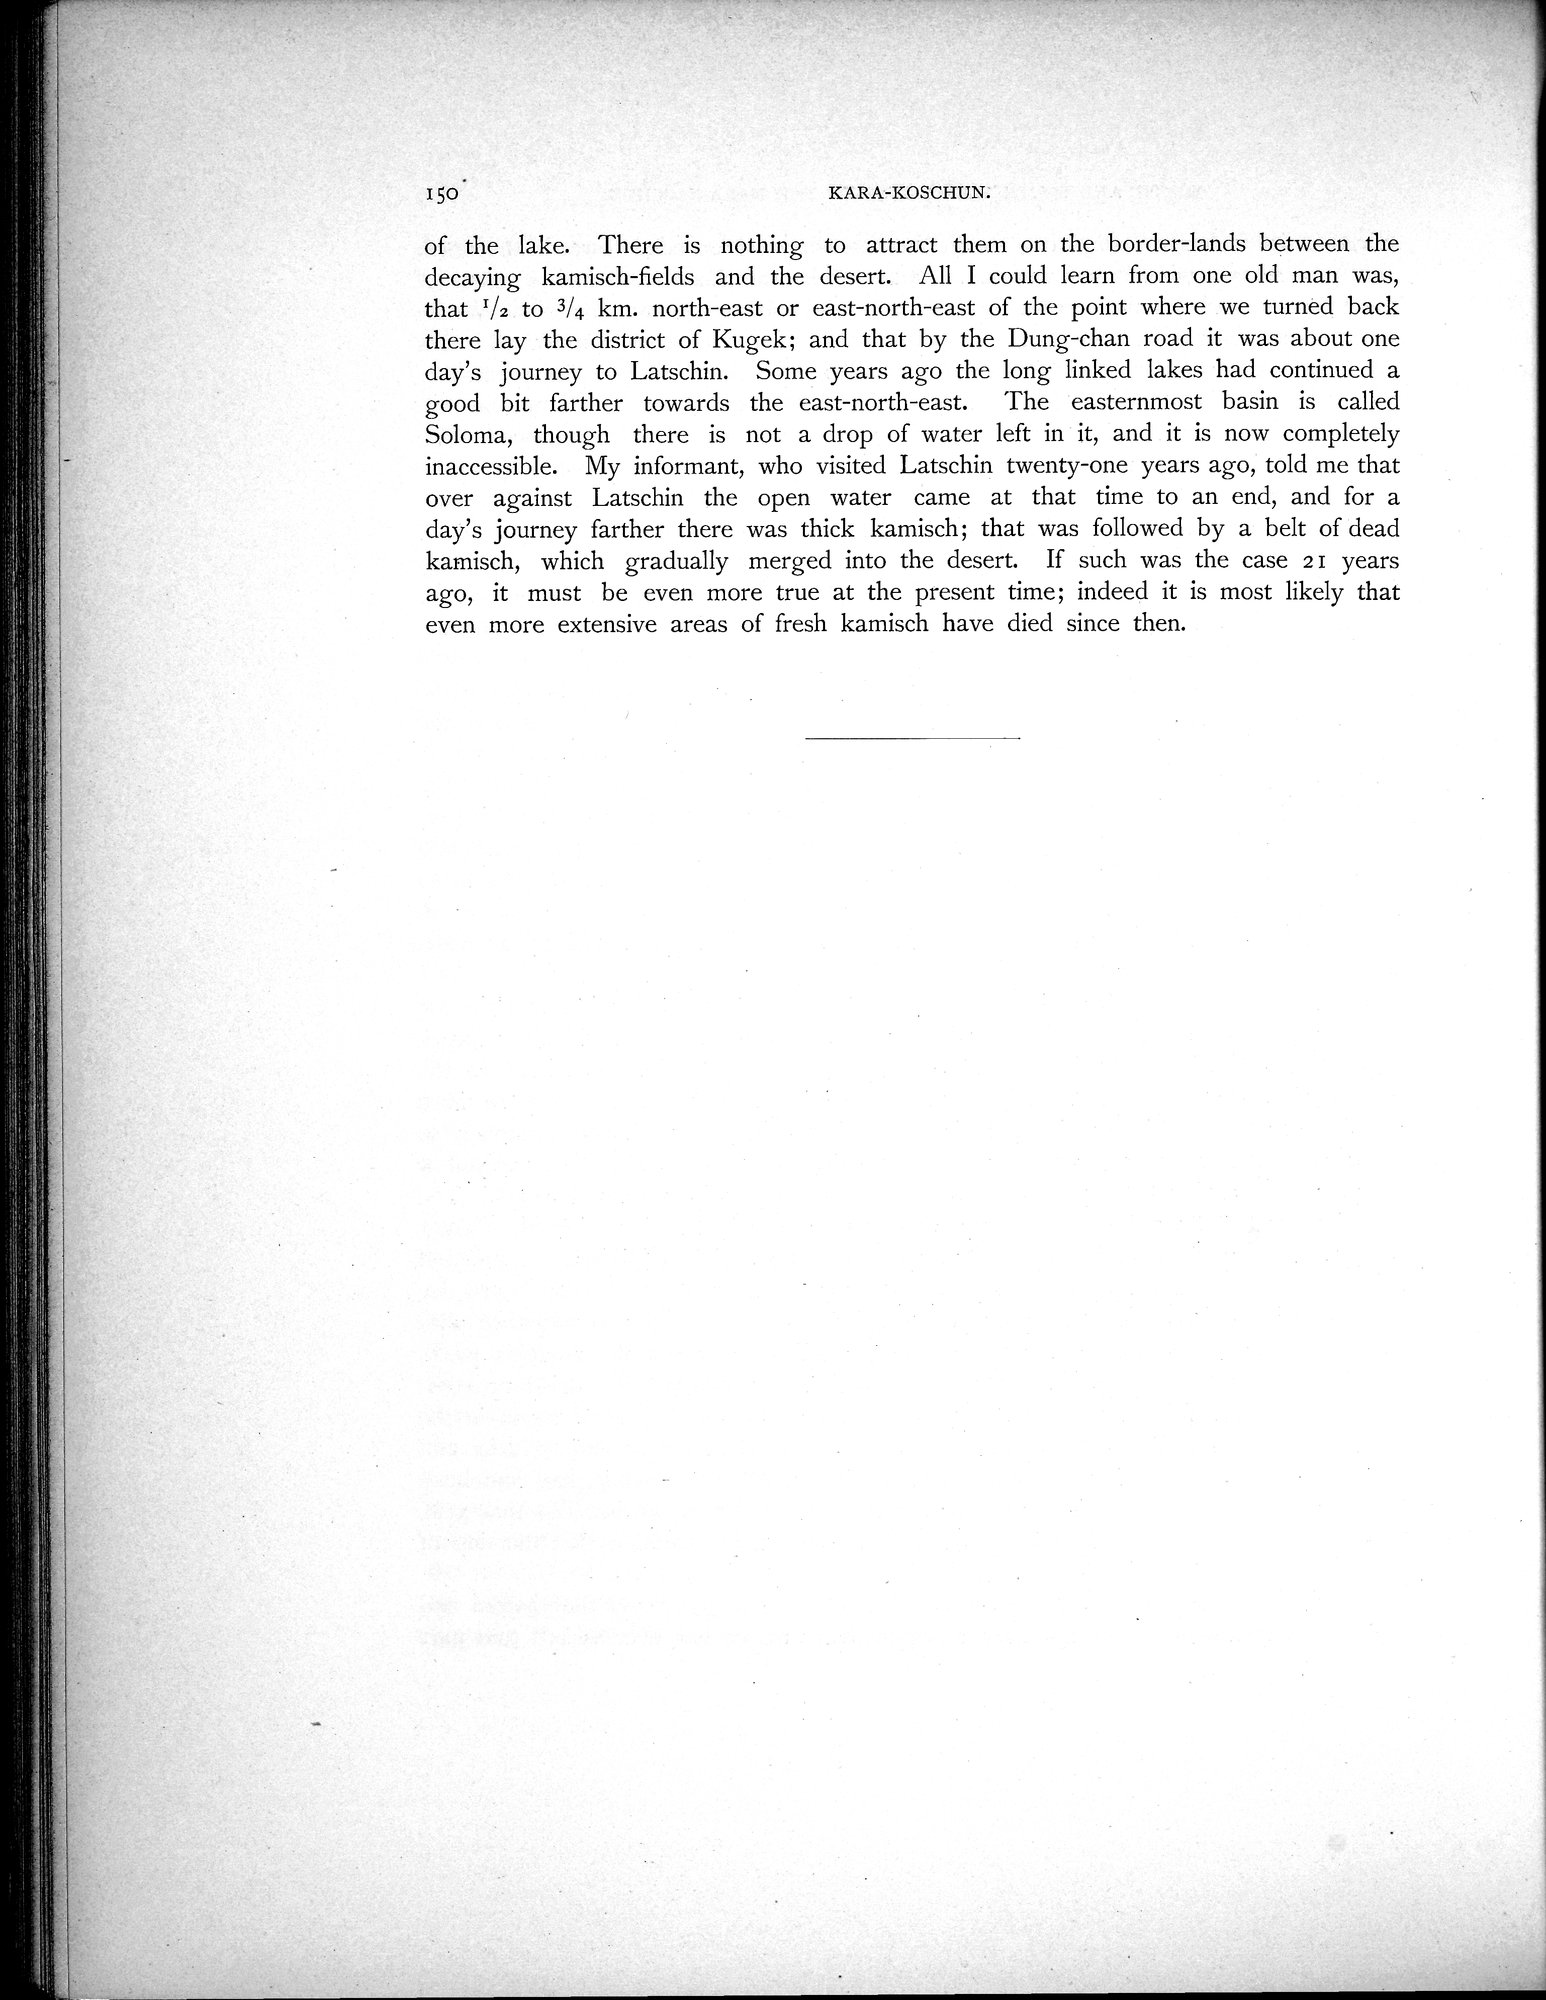 150 KARA-KOSCHUN.
of the lake. There is nothing to attract them on the border-lands between the
decaying kamisch-fields and the desert. All I could learn from one old man was,
that 1/2 to 3/4 km. north-east or east-north-east of the point where we turned back
there lay the district of Kugek; and that by the Dung-chan road it was about one
day's journey to Latschin. Some years ago the long linked lakes had continued a
good bit farther towards the east-north-east. The easternmost basin is called
Soloma, though there is not a drop of water left in it, and it is now completely
inaccessible. My informant, who visited Latschin twenty-one years ago, told me that
over against Latschin the open water came at that time to an end, and for a
day's journey farther there was thick kamisch; that was followed by a belt of dead
kamisch, which gradually merged into the desert. If such was the case 21 years
ago, it must be even more true at the present time; indeed it is most likely that
even more extensive areas of fresh kamisch have died since then.